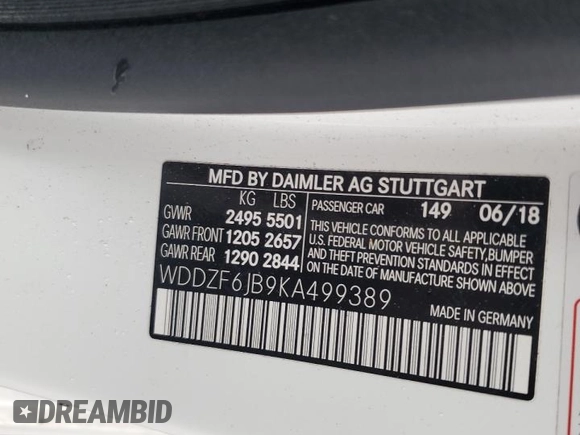 MFD BY DAIMLER AG STUTTGART
KG LBS
GVWR 2495 5501
GAWR FRONT 1205 2657
GAWR REAR 1290 2844
PASSENGER CAR 149 06/18
THIS VEHICLE CONFORMS TO ALL APPLICABLE
U.S. FEDERAL MOTOR VEHICLE SAFETY, BUMPER
AND THEFT PREVENTION STANDARDS IN EFFECT
ON THE DATE OF MANUFACTURE SHOWN ABOVE
WDDZF6JB9KA499389
MADE IN GERMANY
DREAMBID